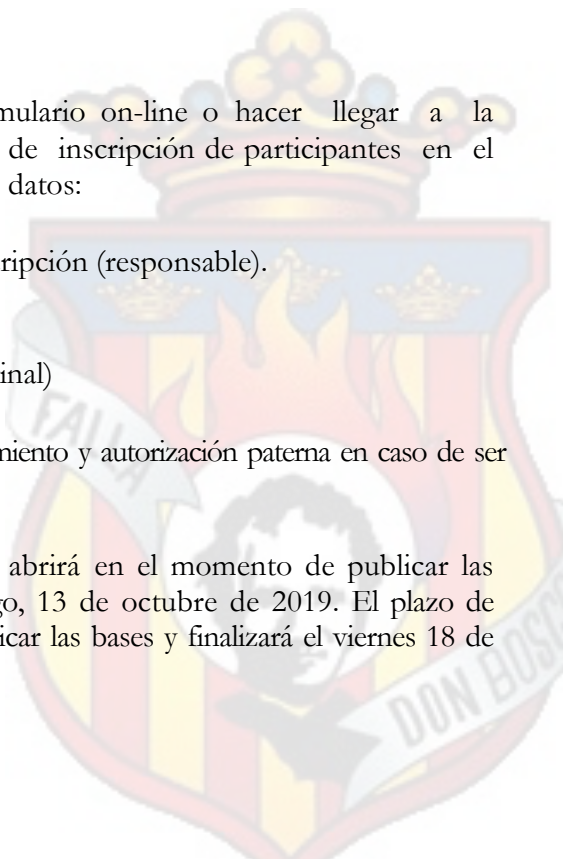 mulario on-line o hacer llegar a la
de inscripción de participantes en el
datos:
ripción (responsable).
inal)
FALLA
miento y autorización paterna en caso de ser
abrirá en el momento de publicar las
go, 13 de octubre de 2019. El plazo de
icar las bases y finalizará el viernes 18 de
DON BOSCO